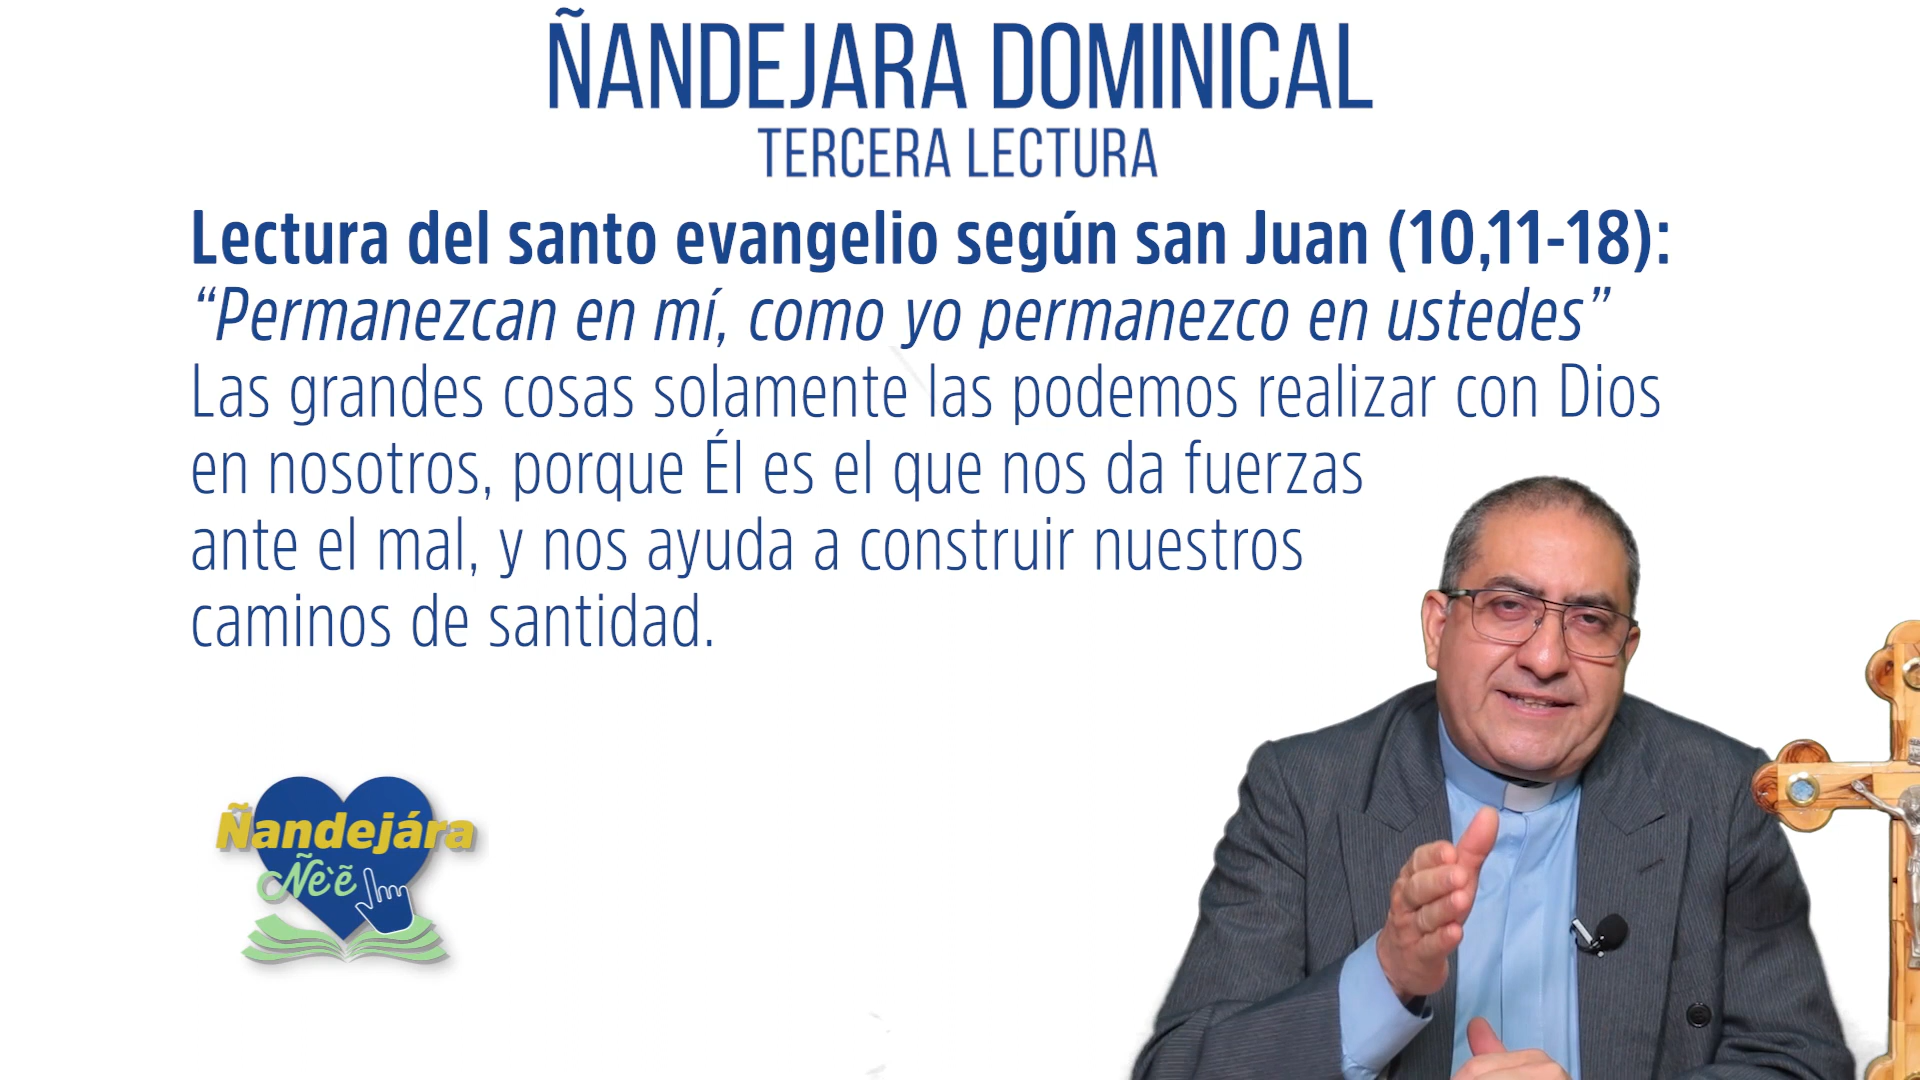 ÑANDEJARA DOMINICAL
TERCERA LECTURA
Lectura del santo evangelio según san Juan (10,11-18):
“Permanezcan en mí, como yo permanezco en ustedes”
Las grandes cosas solamente las podemos realizar con Dios
en nosotros, porque Él es el que nos da fuerzas
ante el mal, y nos ayuda a construir nuestros
caminos de santidad.
Ñandejára
Ñe`ẽ